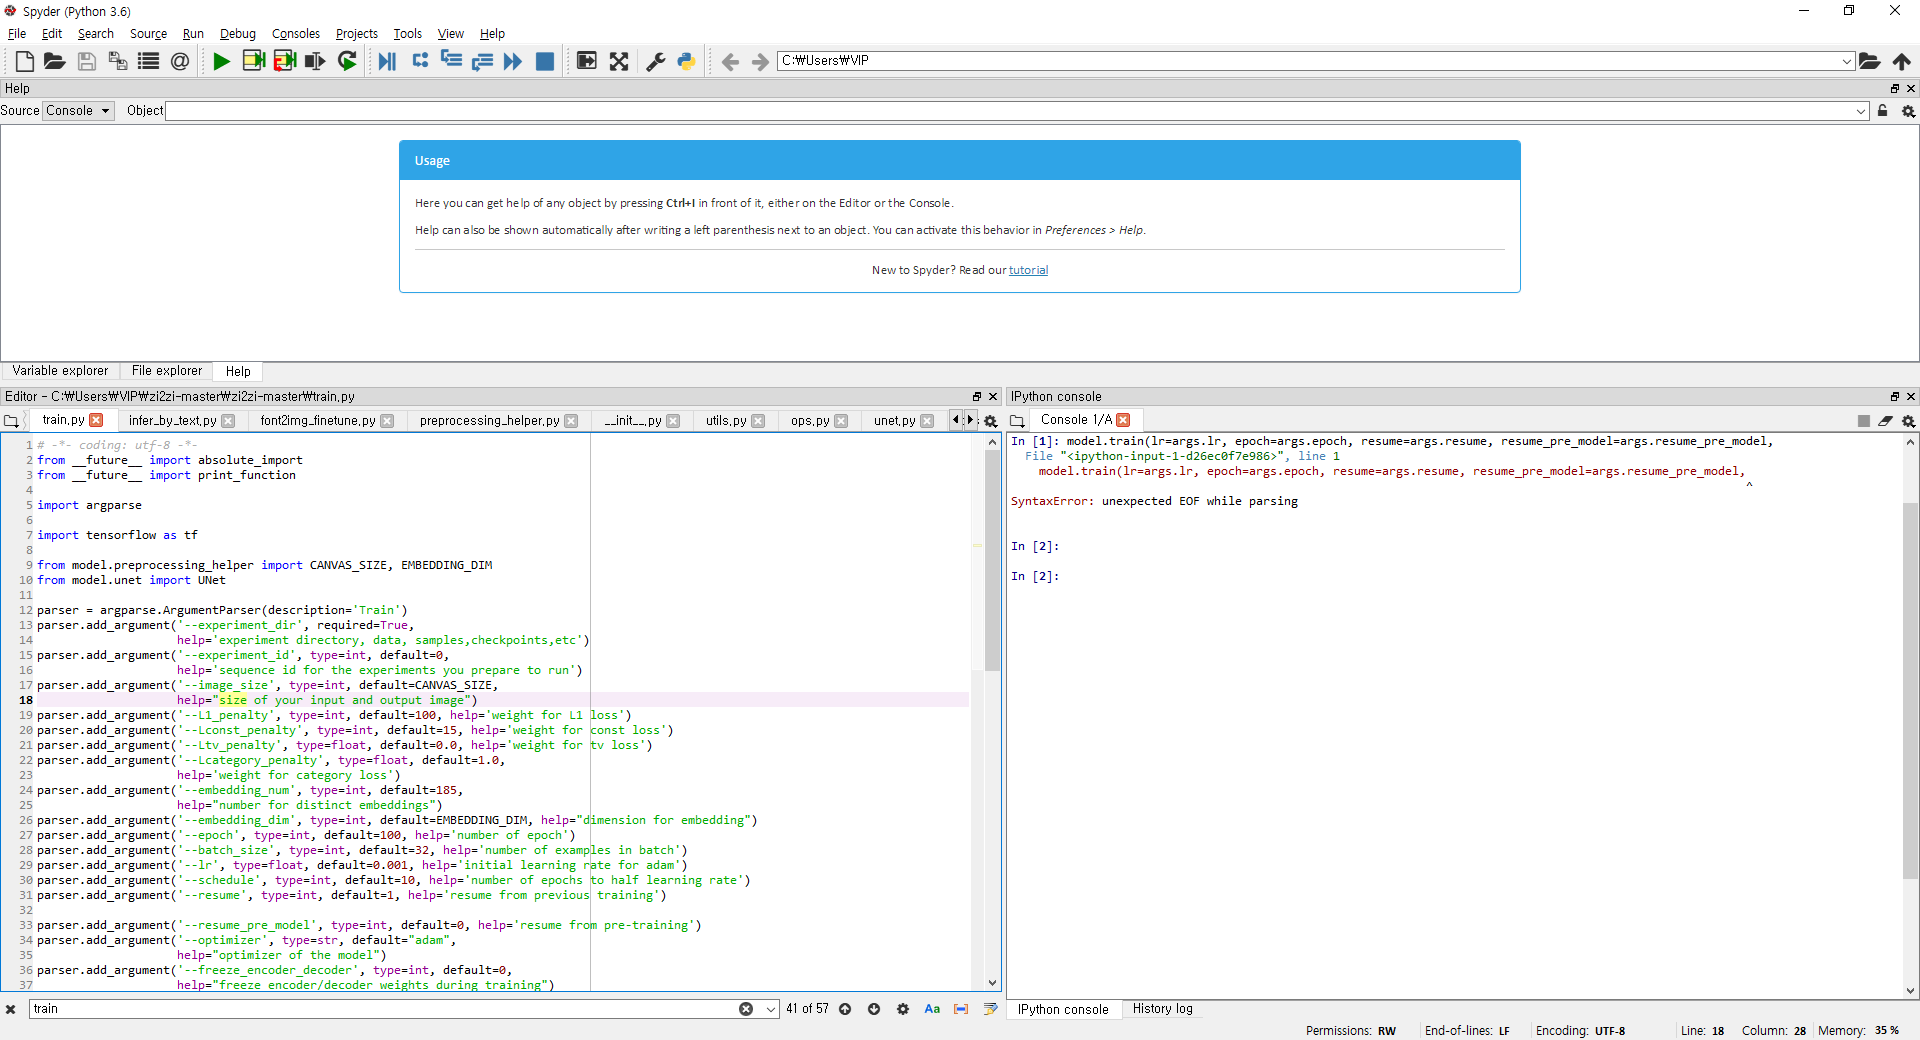 Spyder (Python 3.6)
File Edit Search Source Run Debug Consoles Projects Tools View Help
C:₩Users₩VIP
Help
Source Console Object
Usage
Here you can get help of any object by pressing Ctrl+I in front of it, either on the Editor or the Console.
Help can also be shown automatically after writing a left parenthesis next to an object. You can activate this behavior in Preferences > Help.
New to Spyder? Read our tutorial
Variable explorer File explorer Help
Editor - C:₩Users₩VIP₩zi2zi-master₩zi2zi-master₩train.py
train.py infer_by_text.py font2img_finetune.py preprocessing_helper.py __init__.py utils.py ops.py unet.py
1 # -*- coding: utf-8 -*-
2 from __future__ import absolute_import
3 from __future__ import print_function
4
5 import argparse
6
7 import tensorflow as tf
8
9 from model.preprocessing_helper import CANVAS_SIZE, EMBEDDING_DIM
10 from model.unet import UNet
11
12 parser = argparse.ArgumentParser(description='Train')
13 parser.add_argument('--experiment_dir', required=True,
14 help='experiment directory, data, samples,checkpoints,etc')
15 parser.add_argument('--experiment_id', type=int, default=0,
16 help='sequence id for the experiments you prepare to run')
17 parser.add_argument('--image_size', type=int, default=CANVAS_SIZE,
18 help="size of your input and output image")
19 parser.add_argument('--L1_penalty', type=int, default=100, help='weight for L1 loss')
20 parser.add_argument('--Lconst_penalty', type=int, default=15, help='weight for const loss')
21 parser.add_argument('--Ltv_penalty', type=float, default=0.0, help='weight for tv loss')
22 parser.add_argument('--Lcategory_penalty', type=float, default=1.0,
23 help='weight for category loss')
24 parser.add_argument('--embedding_num', type=int, default=185,
25 help="number for distinct embeddings")
26 parser.add_argument('--embedding_dim', type=int, default=EMBEDDING_DIM, help="dimension for embedding")
27 parser.add_argument('--epoch', type=int, default=100, help='number of epoch')
28 parser.add_argument('--batch_size', type=int, default=32, help='number of examples in batch')
29 parser.add_argument('--lr', type=float, default=0.001, help='initial learning rate for adam')
30 parser.add_argument('--schedule', type=int, default=10, help='number of epochs to half learning rate')
31 parser.add_argument('--resume', type=int, default=1, help='resume from previous training')
32
33 parser.add_argument('--resume_pre_model', type=int, default=0, help='resume from pre-training')
34 parser.add_argument('--optimizer', type=str, default="adam",
35 help="optimizer of the model")
36 parser.add_argument('--freeze_encoder_decoder', type=int, default=0,
37 help="freeze encoder/decoder weights during training")
train 41 of 57 Aa
IPython console
Console 1/A
In [1]: model.train(lr=args.lr, epoch=args.epoch, resume=args.resume, resume_pre_model=args.resume_pre_model,
File "<ipython-input-1-d26ec0f7e986>", line 1
model.train(lr=args.lr, epoch=args.epoch, resume=args.resume, resume_pre_model=args.resume_pre_model,
^
SyntaxError: unexpected EOF while parsing
In [2]:
In [2]:
IPython console History log
Permissions: RW End-of-lines: LF Encoding: UTF-8 Line: 18 Column: 28 Memory: 35 %